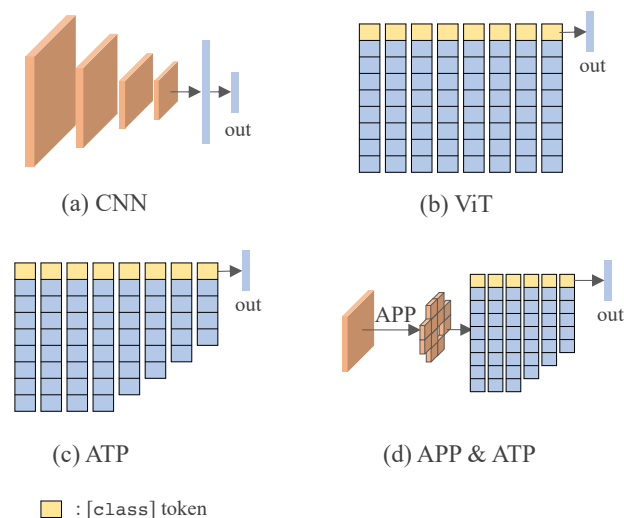 out
out
(a) CNN
(b) ViT
out
APP
out
(c) ATP
(d) APP & ATP
: [class] token